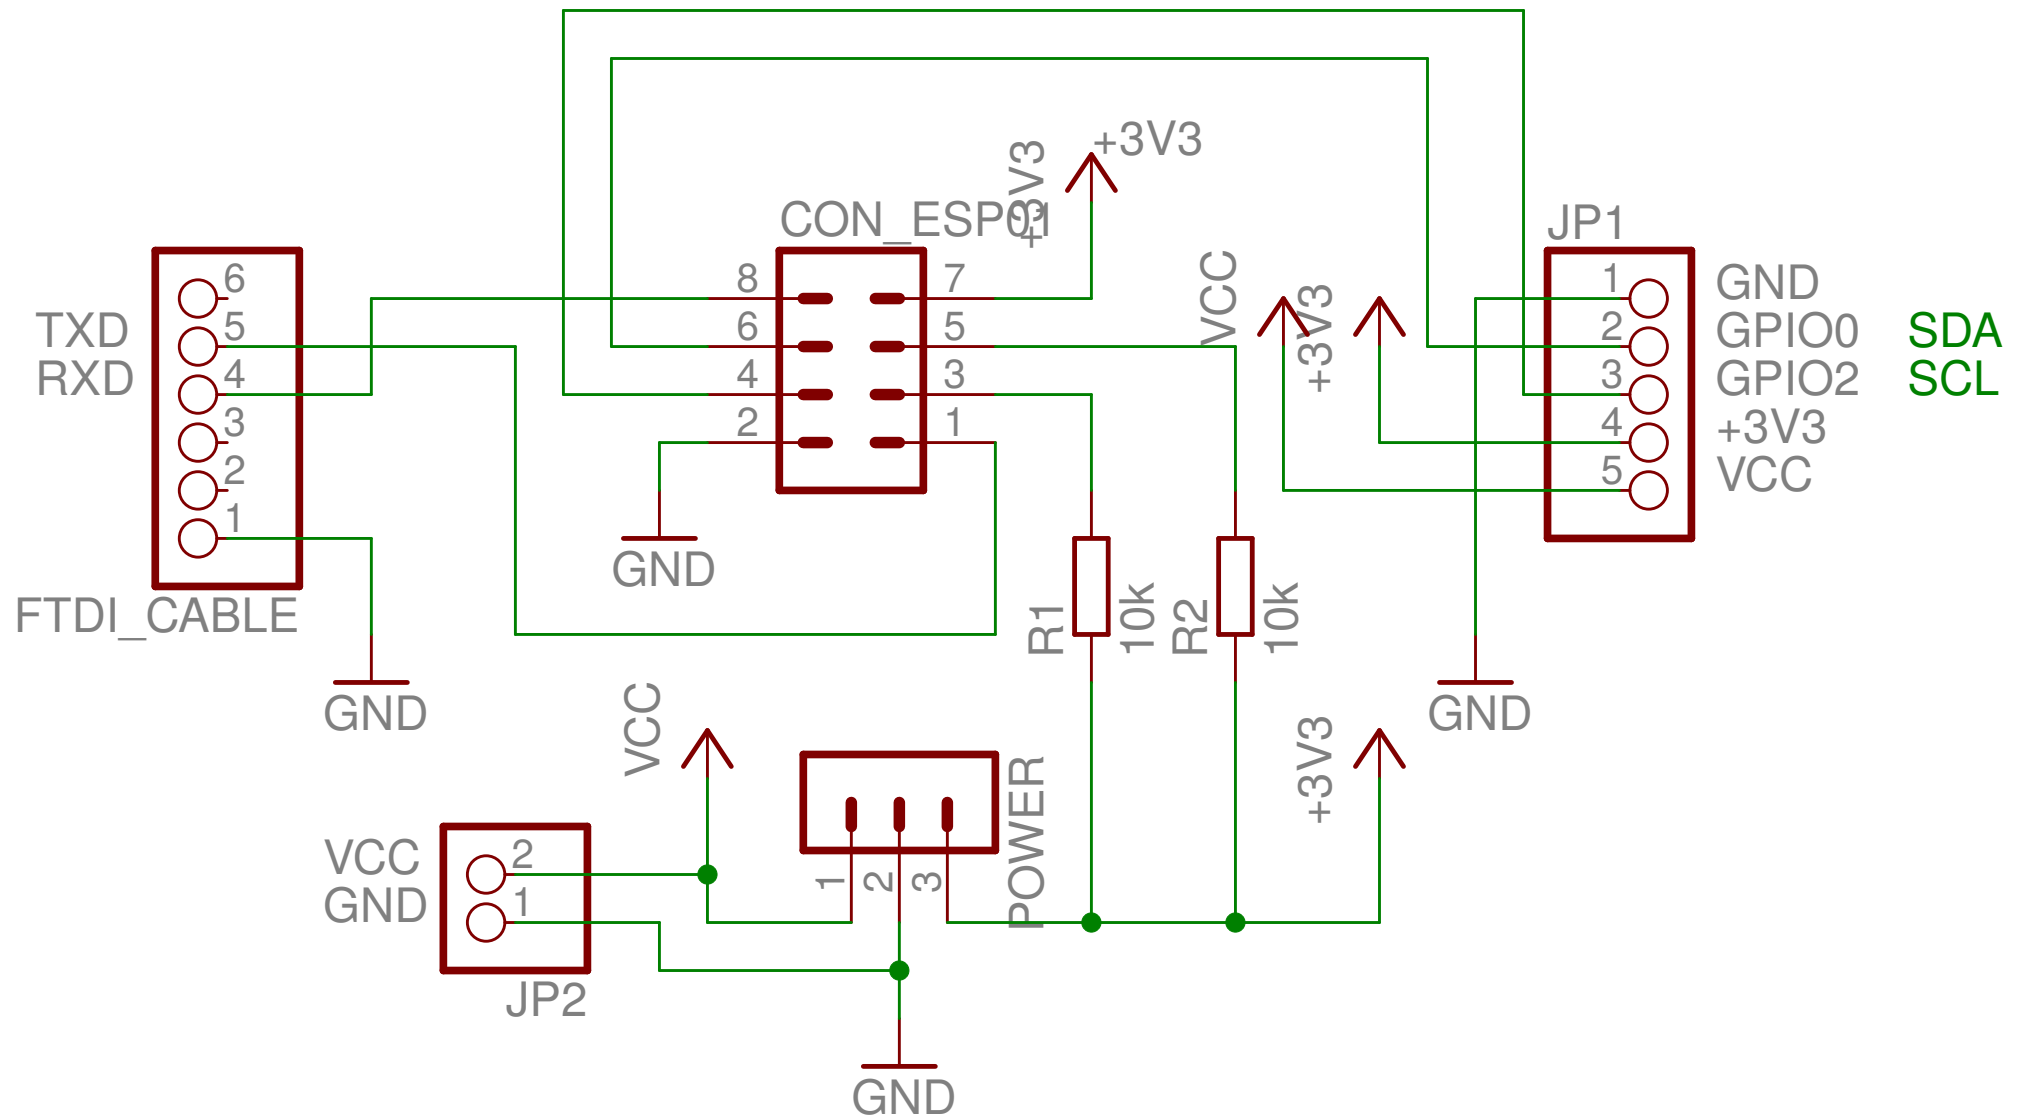 +3V3
+3V3
CON_ESP01
JP1
6
5
4
3
2
1
TXD
RXD
FTDI_CABLE
GND
8
6
4
2
7
5
3
1
GND
VCC
+3V3
1
2
3
4
5
GND
GPIO0 SDA
GPIO2 SCL
+3V3
VCC
R1
10k
R2
10k
GND
VCC
+3V3
POWER
1
2
3
VCC
GND
2
1
JP2
GND